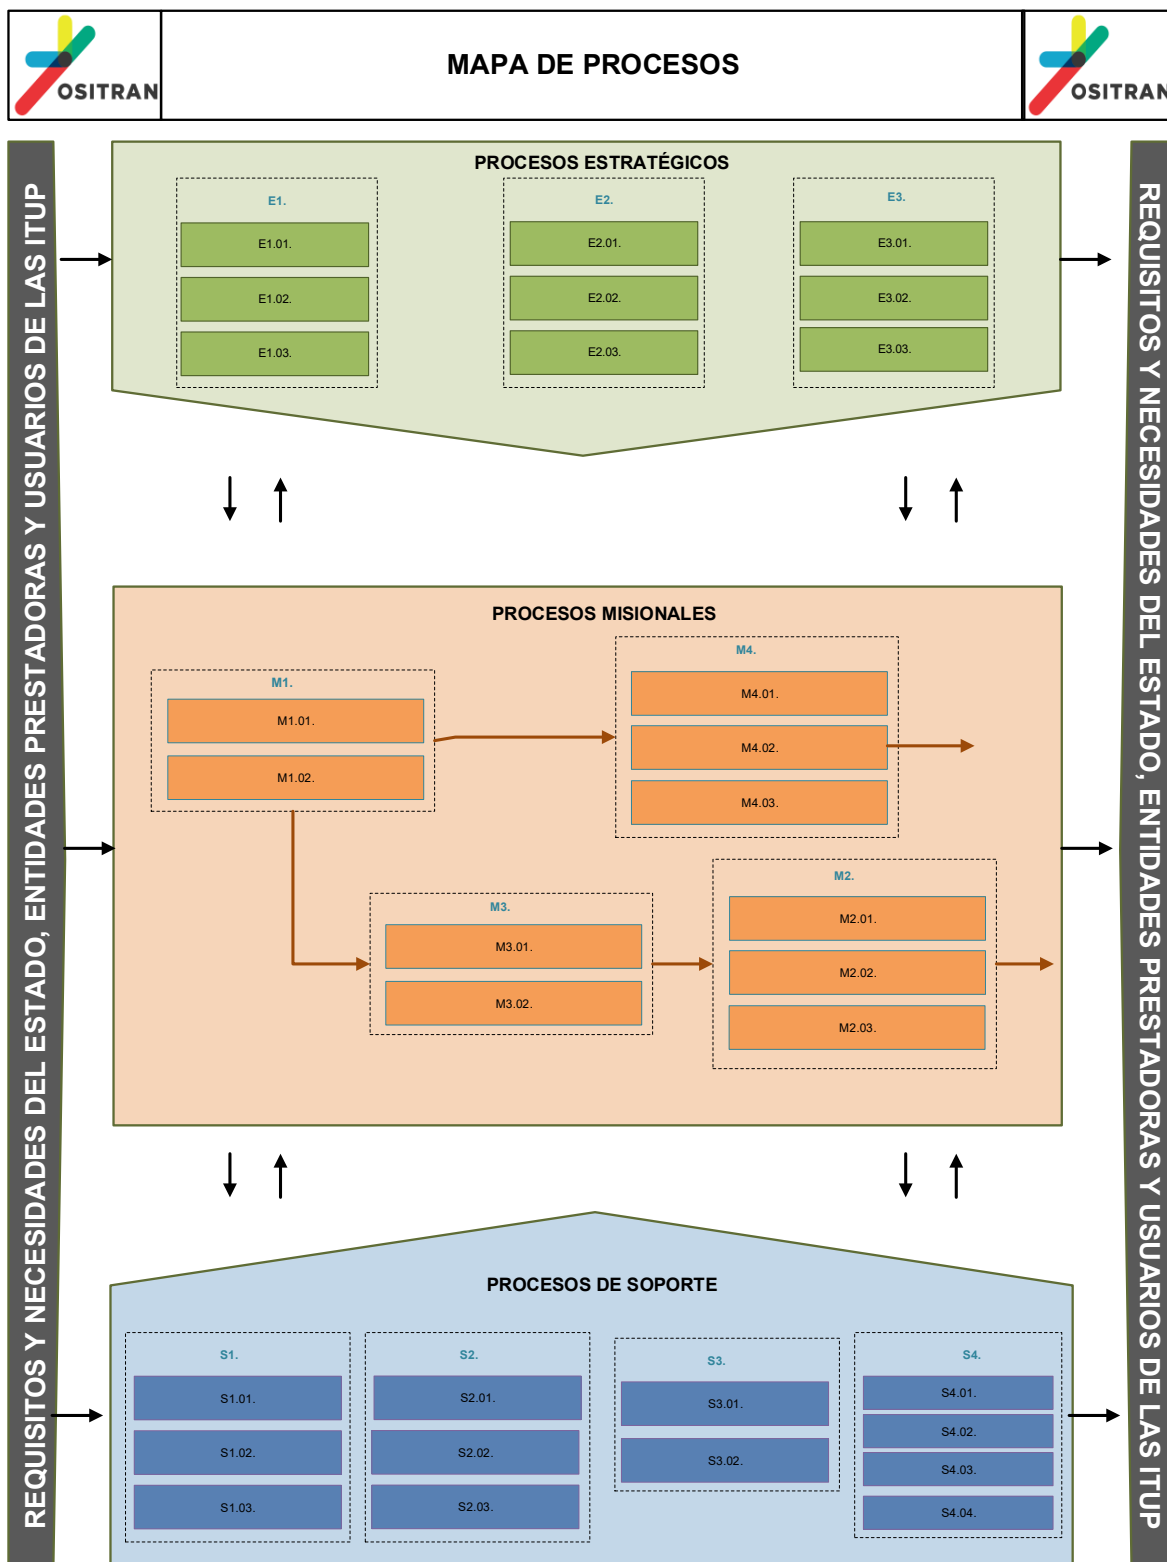 OSITRAN
MAPA DE PROCESOS
OSITRAN
REQUISITOS Y NECESIDADES DEL ESTADO, ENTIDADES PRESTADORAS Y USUARIOS DE LAS ITUP
PROCESOS ESTRATÉGICOS
E1.
E1.01.
E1.02.
E1.03.
E2.
E2.01.
E2.02.
E2.03.
E3.
E3.01.
E3.02.
E3.03.
PROCESOS MISIONALES
M1.
M1.01.
M1.02.
M4.
M4.01.
M4.02.
M4.03.
M3.
M3.01.
M3.02.
M2.
M2.01.
M2.02.
M2.03.
PROCESOS DE SOPORTE
S1.
S1.01.
S1.02.
S1.03.
S2.
S2.01.
S2.02.
S2.03.
S3.
S3.01.
S3.02.
S4.
S4.01.
S4.02.
S4.03.
S4.04.
REQUISITOS Y NECESIDADES DEL ESTADO, ENTIDADES PRESTADORAS Y USUARIOS DE LAS ITUP